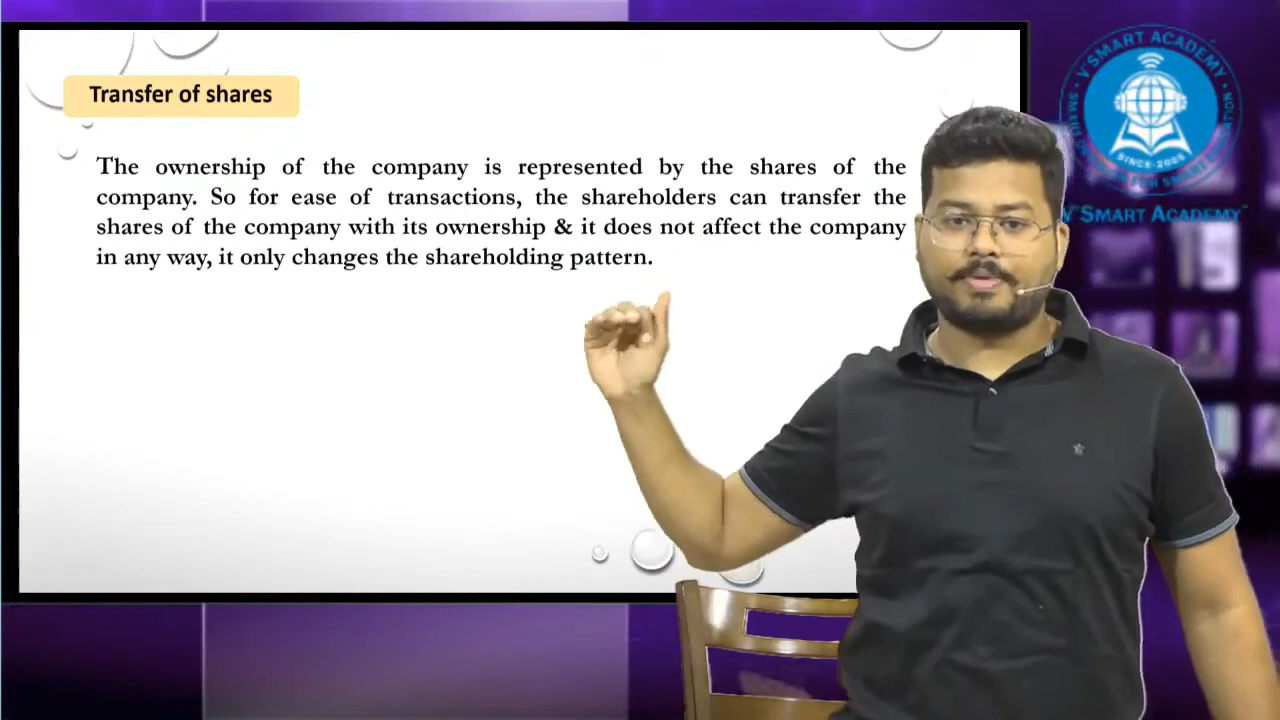 Transfer of shares
The ownership of the company is represented by the shares of the
company. So for ease of transactions, the shareholders can transfer the
shares of the company with its ownership & it does not affect the company
in any way, it only changes the shareholding pattern.
V'SMART ACADEMY
SINCE-2005
V'SMART ACADEMY